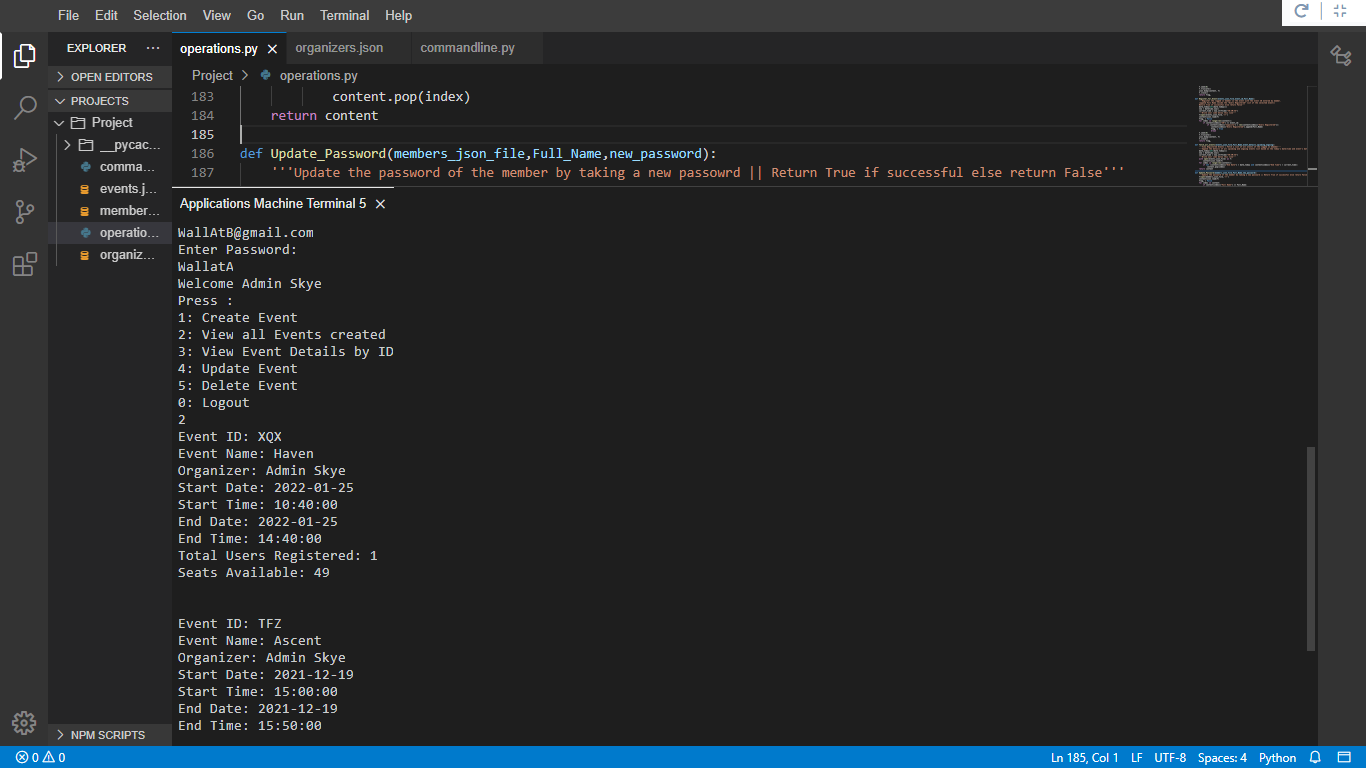 File Edit Selection View Go Run Terminal Help
EXPLORER ···
operations.py ×
organizers.json
commandline.py
OPEN EDITORS
PROJECTS
Project
__pycac...
comma...
events.j...
member...
operatio...
organiz...
NPM SCRIPTS
Project > operations.py
183 content.pop(index)
184 return content
185
186 def Update_Password(members_json_file,Full_Name,new_password):
187 '''Update the password of the member by taking a new passowrd || Return True if successful else return False'''
Applications Machine Terminal 5 ×
WallAtB@gmail.com
Enter Password:
WallatA
Welcome Admin Skye
Press :
1: Create Event
2: View all Events created
3: View Event Details by ID
4: Update Event
5: Delete Event
0: Logout
2
Event ID: XQX
Event Name: Haven
Organizer: Admin Skye
Start Date: 2022-01-25
Start Time: 10:40:00
End Date: 2022-01-25
End Time: 14:40:00
Total Users Registered: 1
Seats Available: 49
Event ID: TFZ
Event Name: Ascent
Organizer: Admin Skye
Start Date: 2021-12-19
Start Time: 15:00:00
End Date: 2021-12-19
End Time: 15:50:00
0 0
Ln 185, Col 1 LF UTF-8 Spaces: 4 Python